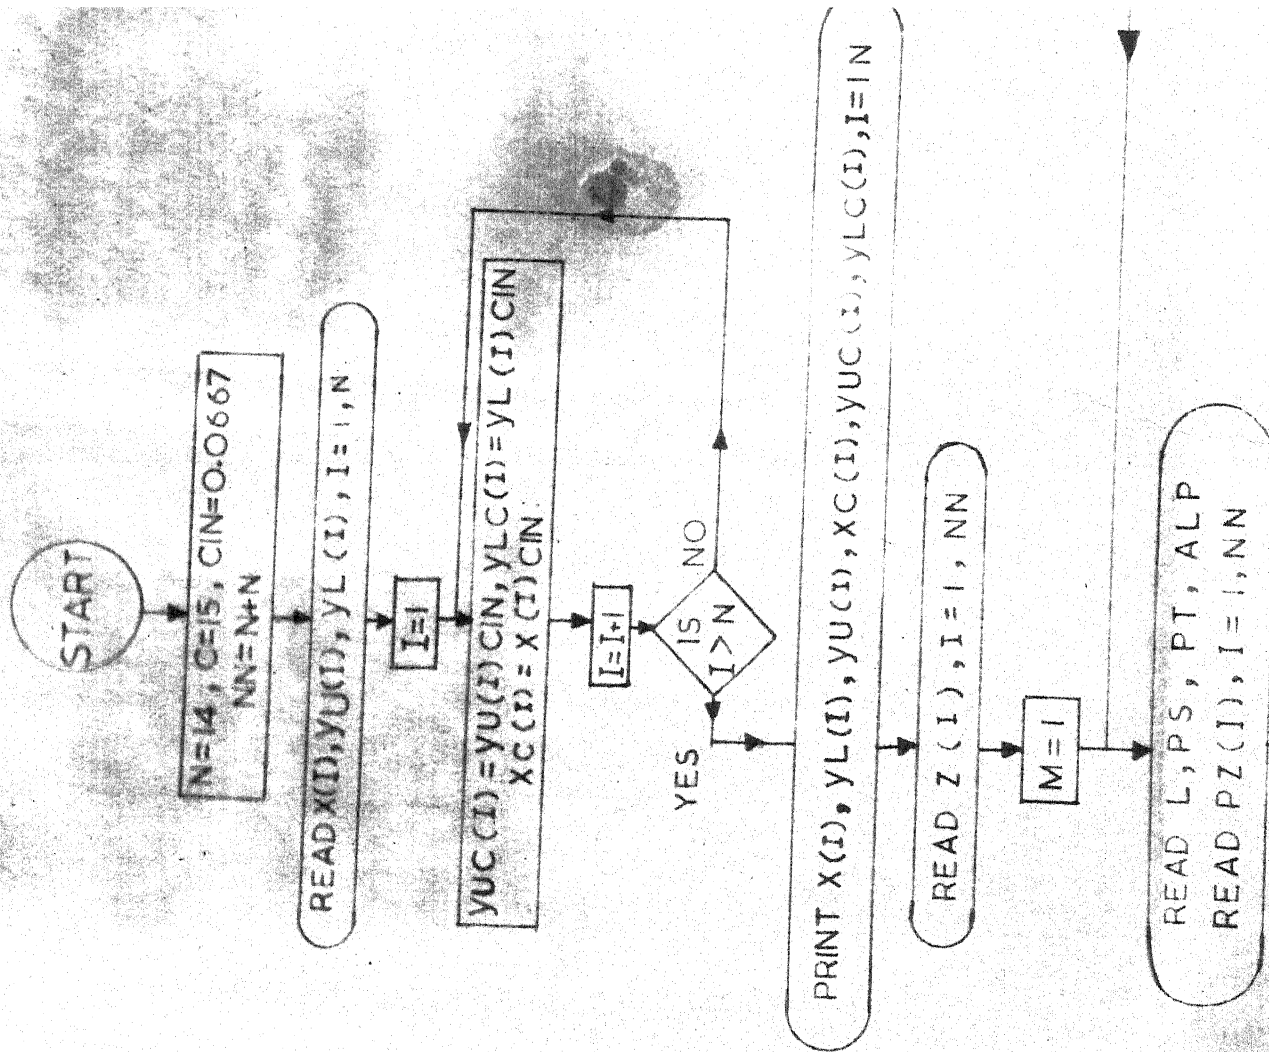 START
N=14, C=15, CIN=0.0667
NN=N+N
READ X(I),YU(I),YL(I),I=1,N
I=1
YUC(I)=YU(I)CIN,YLC(I)=YL(I)CIN
XC(I)=X(I)CIN
I=I+1
IS
I>N
NO
YES
PRINT X(I),YL(I),YU(I),XC(I),YUC(I),YLC(I),I=1N
READ Z(I),I=1,NN
M=1
READ L,PS,PT,ALP
READ PZ(I),I=1,NN